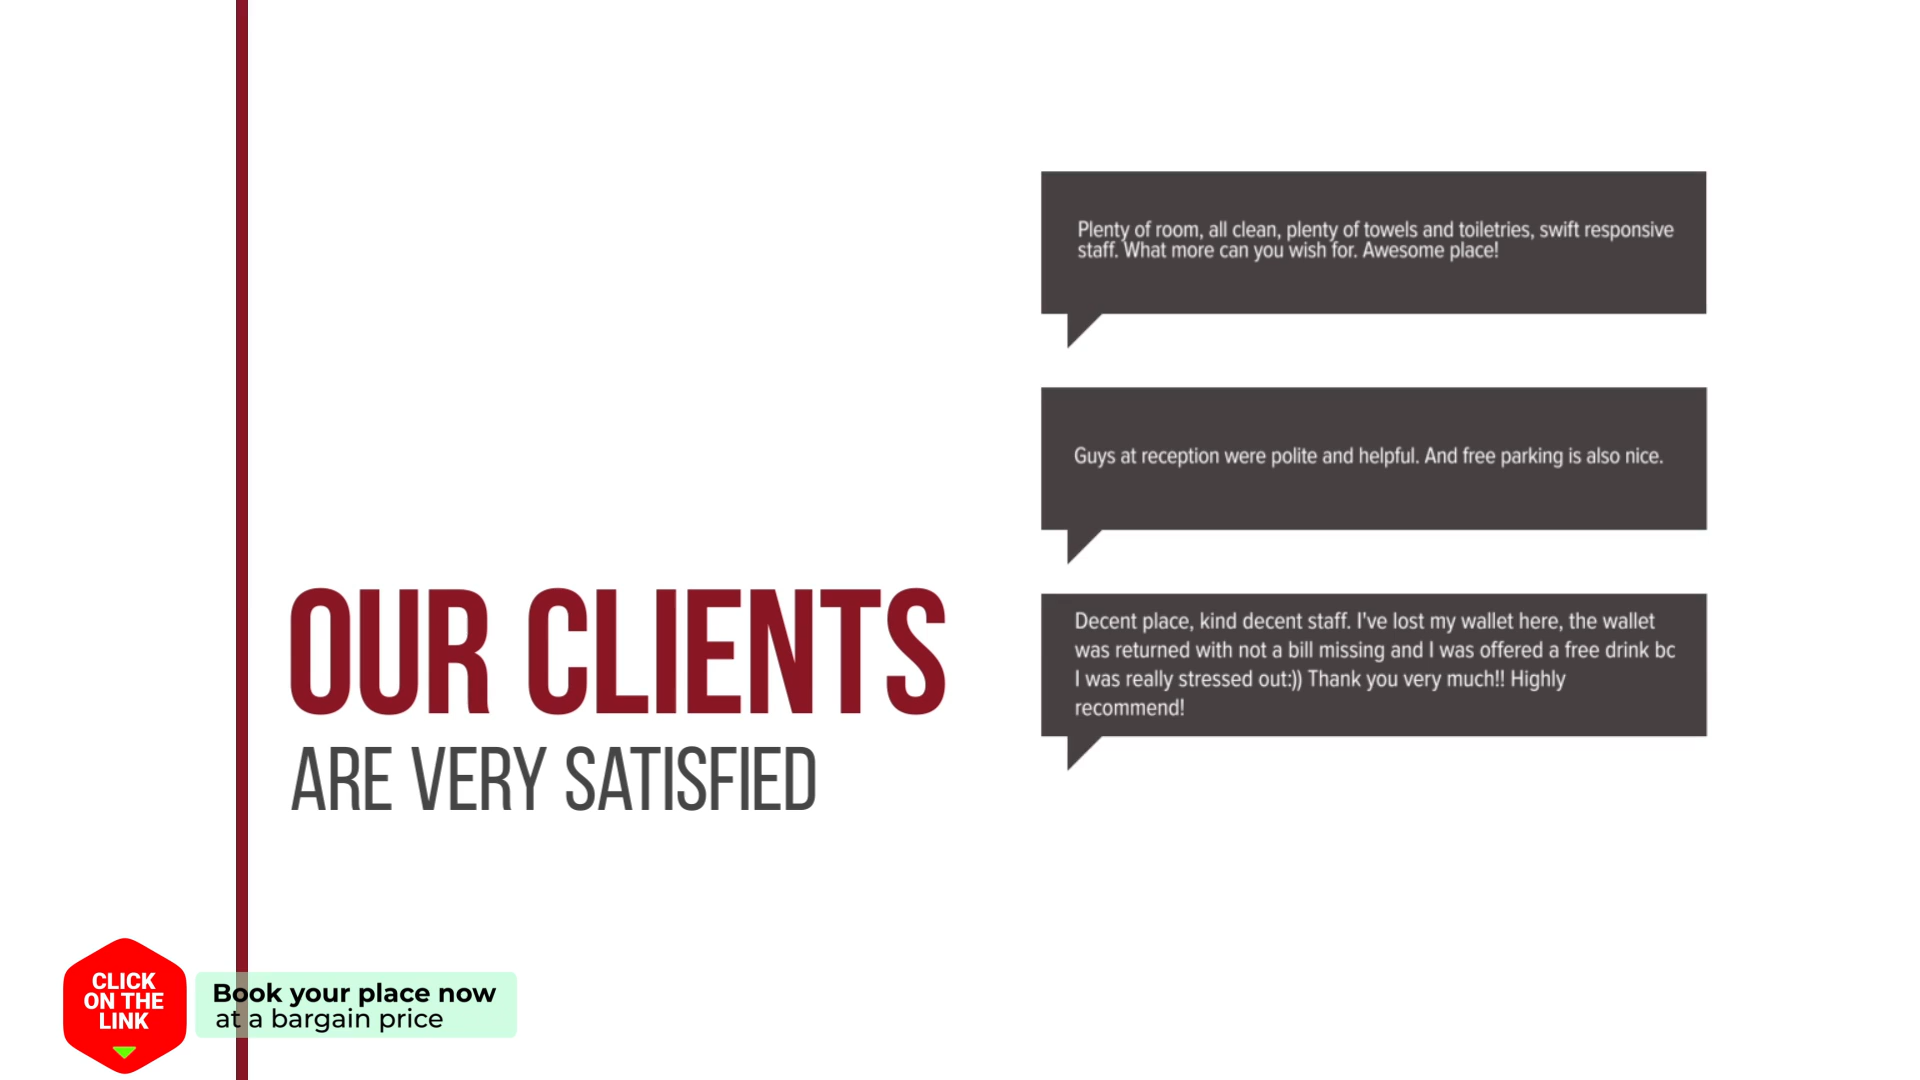 Plenty of room, all clean, plenty of towels and toiletries, swift responsive
staff. What more can you wish for. Awesome place!
Guys at reception were polite and helpful. And free parking is also nice.
Decent place, kind decent staff. I've lost my wallet here, the wallet
was returned with not a bill missing and I was offered a free drink bc
I was really stressed out:)) Thank you very much!! Highly
recommend!
OUR CLIENTS
ARE VERY SATISFIED
CLICK
ON THE
LINK
Book your place now
at a bargain price